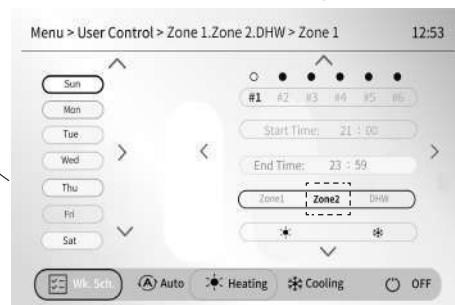 Menu > User Control > Zone 1.Zone 2.DHW > Zone 1 12:53
Sun
Mon
Tue
Wed
Thu
Fri
Sat
#1 #2 #3 #4 #5 #6
Start Time: 21 : 00
End Time: 23 : 59
Zone1 Zone2 DHW
Wk. Sch. Auto Heating Cooling OFF